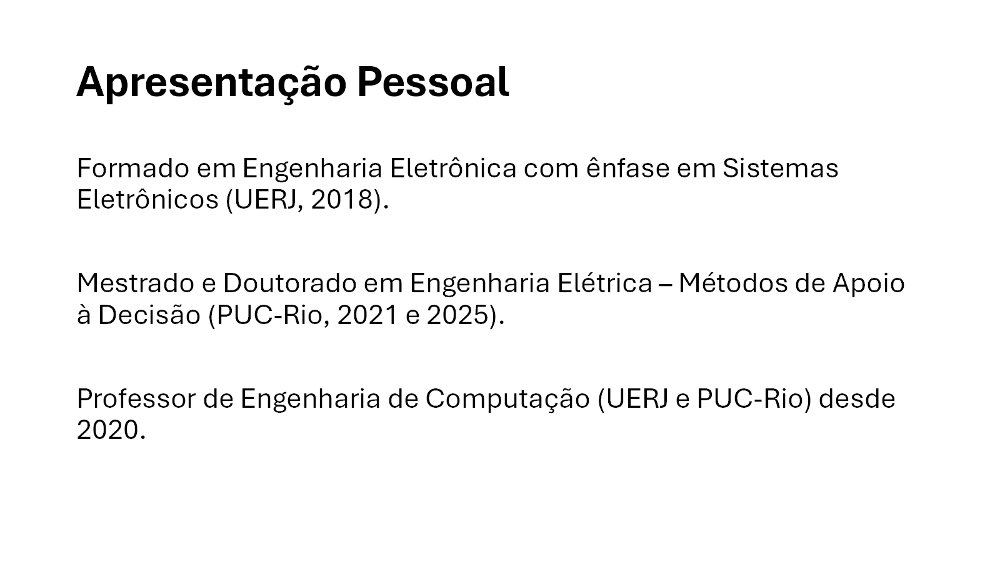 Apresentação Pessoal
Formado em Engenharia Eletrônica com ênfase em Sistemas
Eletrônicos (UERJ, 2018).
Mestrado e Doutorado em Engenharia Elétrica – Métodos de Apoio
à Decisão (PUC-Rio, 2021 e 2025).
Professor de Engenharia de Computação (UERJ e PUC-Rio) desde
2020.